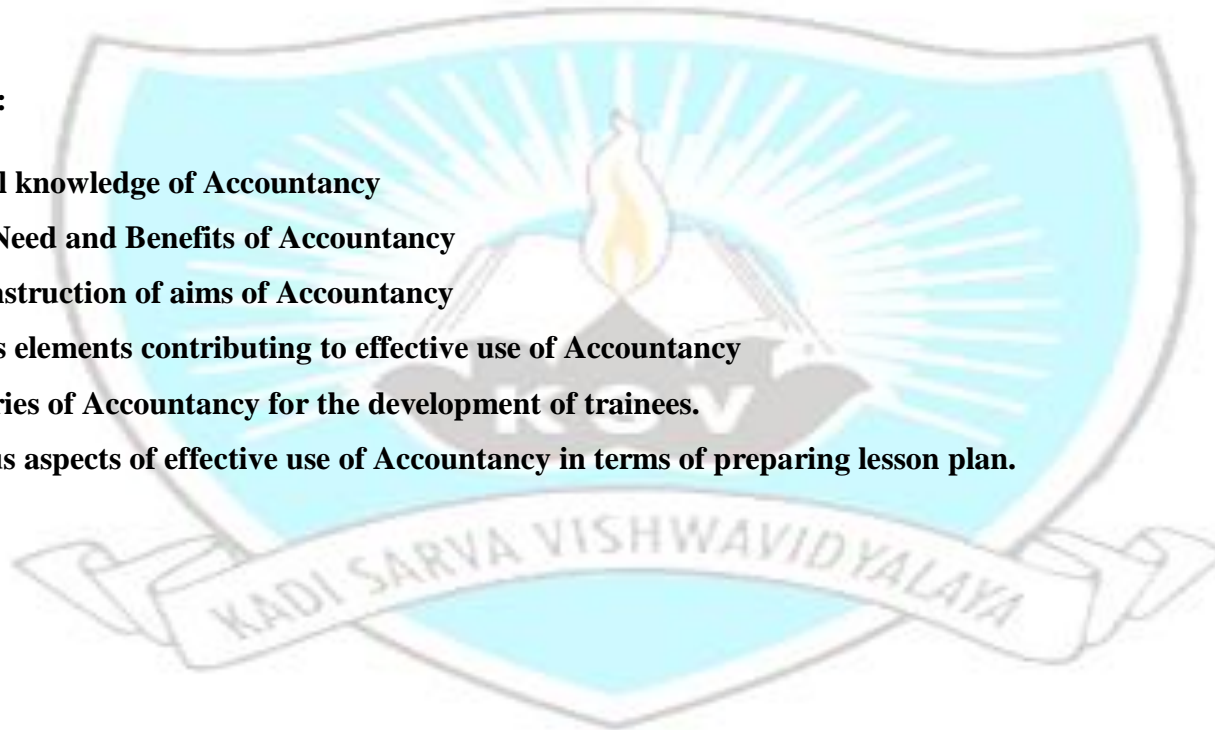 :
l knowledge of Accountancy
Need and Benefits of Accountancy
nstruction of aims of Accountancy
s elements contributing to effective use of Accountancy
ries of Accountancy for the development of trainees.
us aspects of effective use of Accountancy in terms of preparing lesson plan.
KSV
KADI SARVA VISHWAVIDYALAYA